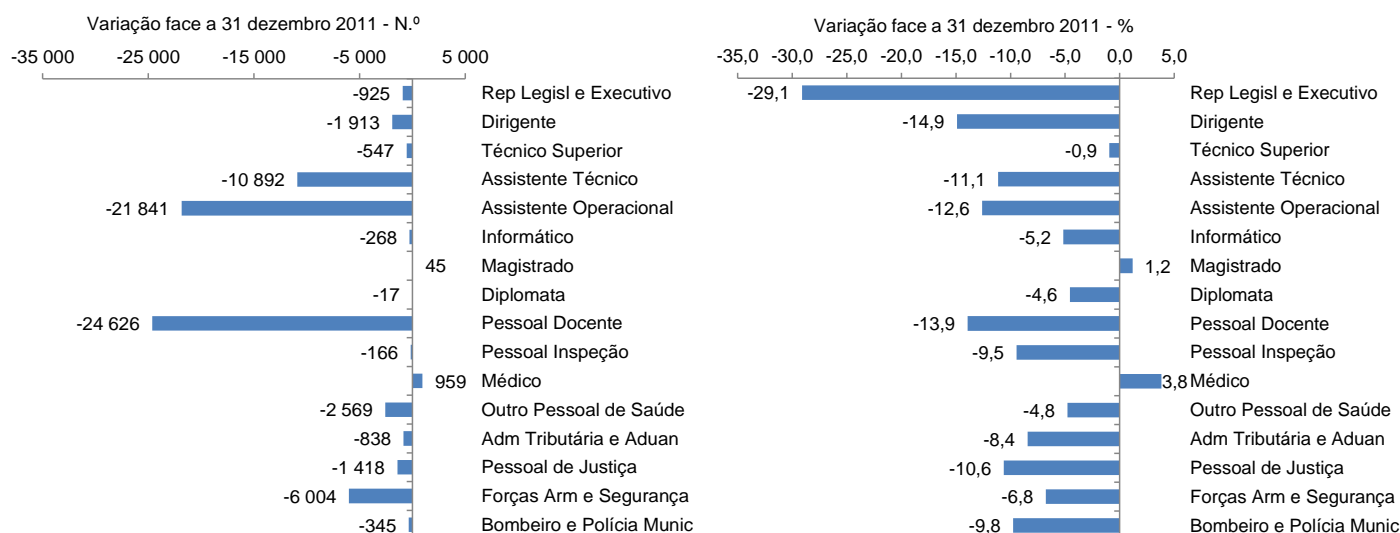 Variação face a 31 dezembro 2011 - N.º
-35 000 -25 000 -15 000 -5 000 5 000
-925 Rep Legisl e Executivo
-1 913 Dirigente
-547 Técnico Superior
-10 892 Assistente Técnico
-21 841 Assistente Operacional
-268 Informático
45 Magistrado
-17 Diplomata
-24 626 Pessoal Docente
-166 Pessoal Inspeção
959 Médico
-2 569 Outro Pessoal de Saúde
-838 Adm Tributária e Aduan
-1 418 Pessoal de Justiça
-6 004 Forças Arm e Segurança
-345 Bombeiro e Polícia Munic
Variação face a 31 dezembro 2011 - %
-35,0 -30,0 -25,0 -20,0 -15,0 -10,0 -5,0 0,0 5,0
-29,1 Rep Legisl e Executivo
-14,9 Dirigente
-0,9 Técnico Superior
-11,1 Assistente Técnico
-12,6 Assistente Operacional
-5,2 Informático
1,2 Magistrado
-4,6 Diplomata
-13,9 Pessoal Docente
-9,5 Pessoal Inspeção
3,8 Médico
-4,8 Outro Pessoal de Saúde
-8,4 Adm Tributária e Aduan
-10,6 Pessoal de Justiça
-6,8 Forças Arm e Segurança
-9,8 Bombeiro e Polícia Munic